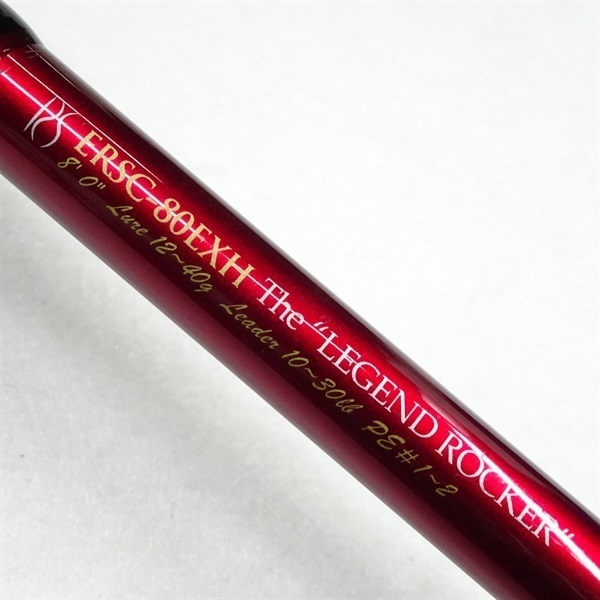 ERSC-80EXH The "LEGEND ROCKER"
8'0" Lure 12~40g Leader 10~30lb PE#1~2